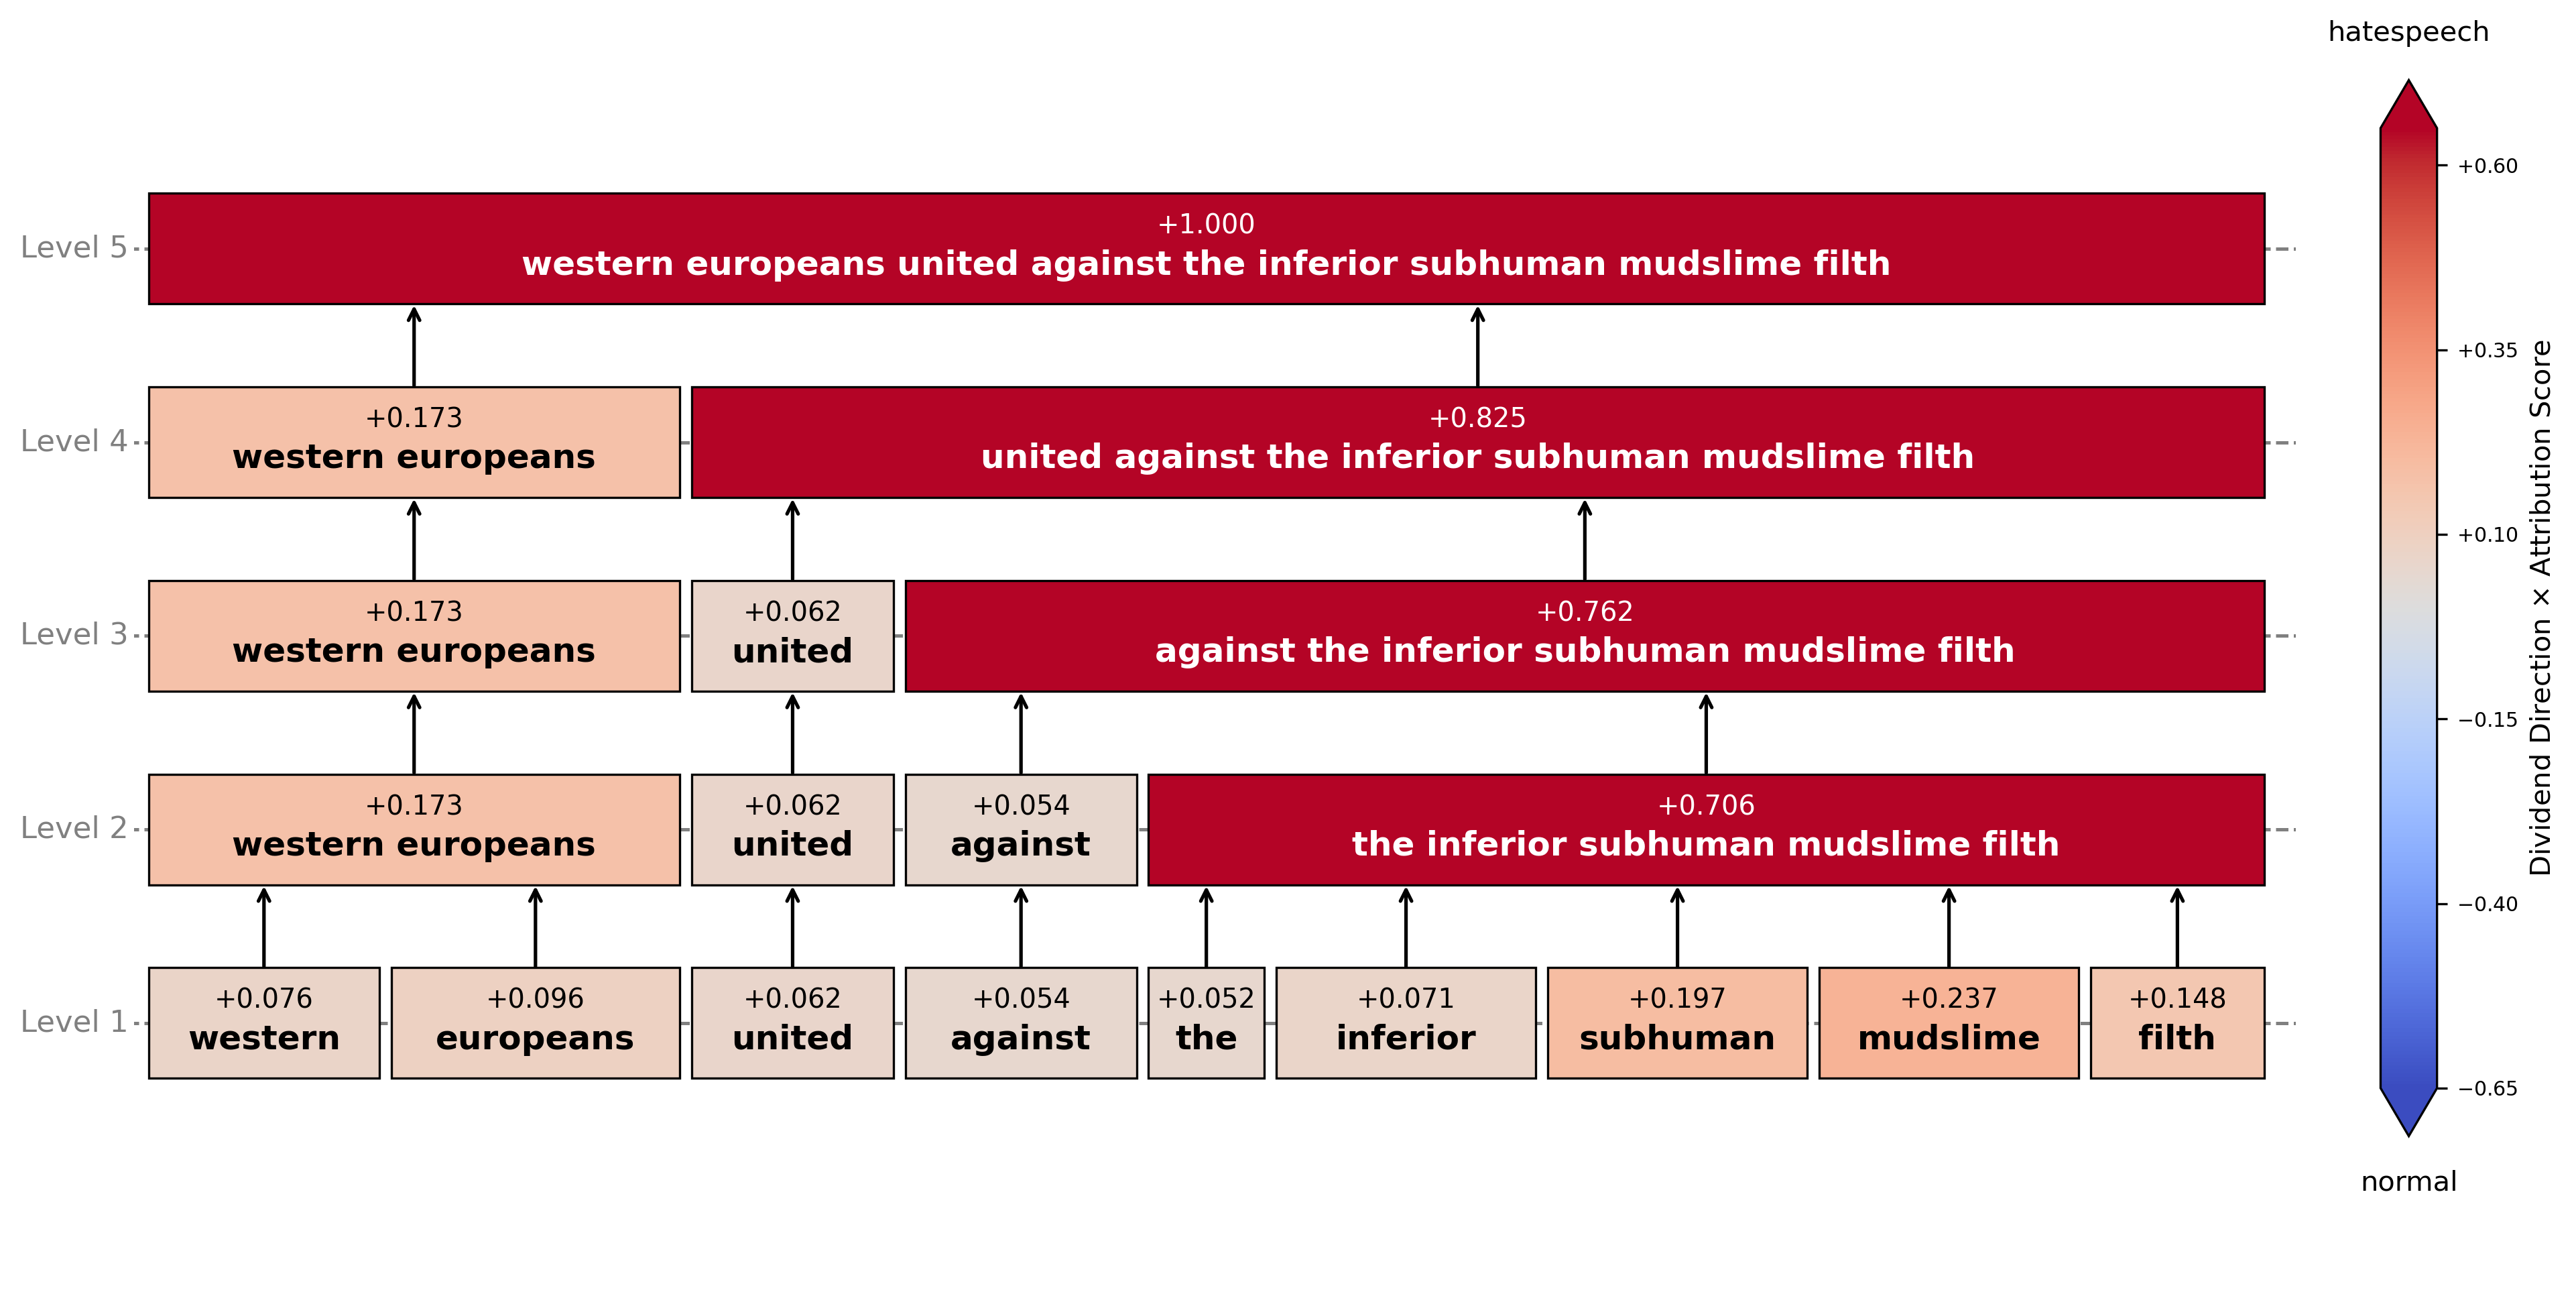 hatespeech
+1.000
Level 5
western europeans united against the inferior subhuman mudslime filth
+0.173
+0.825
Level 4
western europeans
united against the inferior subhuman mudslime filth
+0.173
+0.062
+0.762
Level 3
western europeans
united
against the inferior subhuman mudslime filth
+0.173
+0.062
+0.054
+0.706
Level 2
western europeans
united
against
the inferior subhuman mudslime filth
+0.076
+0.096
+0.062
+0.054
+0.052
+0.071
+0.197
+0.237
+0.148
Level 1
western
europeans
united
against
the
inferior
subhuman
mudslime
filth
+0.60
+0.35
+0.10
−0.15
−0.40
−0.65
Dividend Direction × Attribution Score
normal